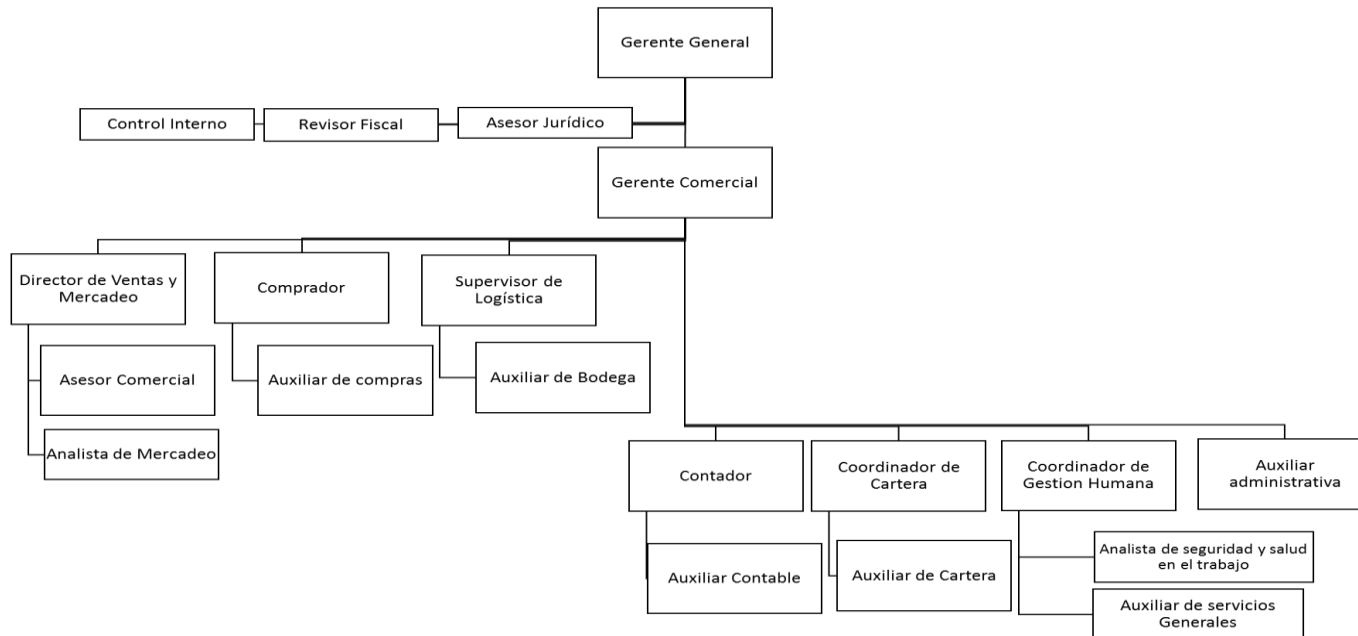 Gerente General
Control Interno
Revisor Fiscal
Asesor Jurídico
Gerente Comercial
Director de Ventas y
Mercadeo
Comprador
Supervisor de
Logística
Asesor Comercial
Auxiliar de compras
Auxiliar de Bodega
Analista de Mercadeo
Contador
Coordinador de
Cartera
Coordinador de
Gestion Humana
Auxiliar
administrativa
Auxiliar Contable
Auxiliar de Cartera
Analista de seguridad y salud
en el trabajo
Auxiliar de servicios
Generales